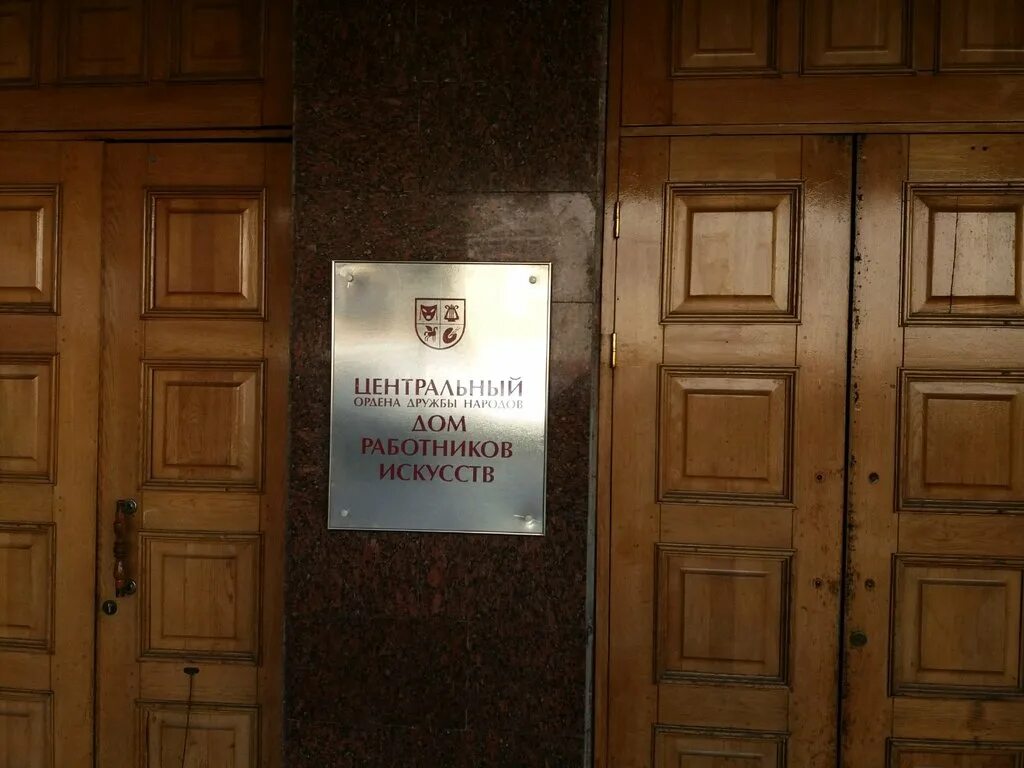 ЦЕНТРАЛЬНЫЙ
ОРДЕНА ДРУЖБЫ НАРОДОВ
ДОМ
РАБОТНИКОВ
ИСКУССТВ